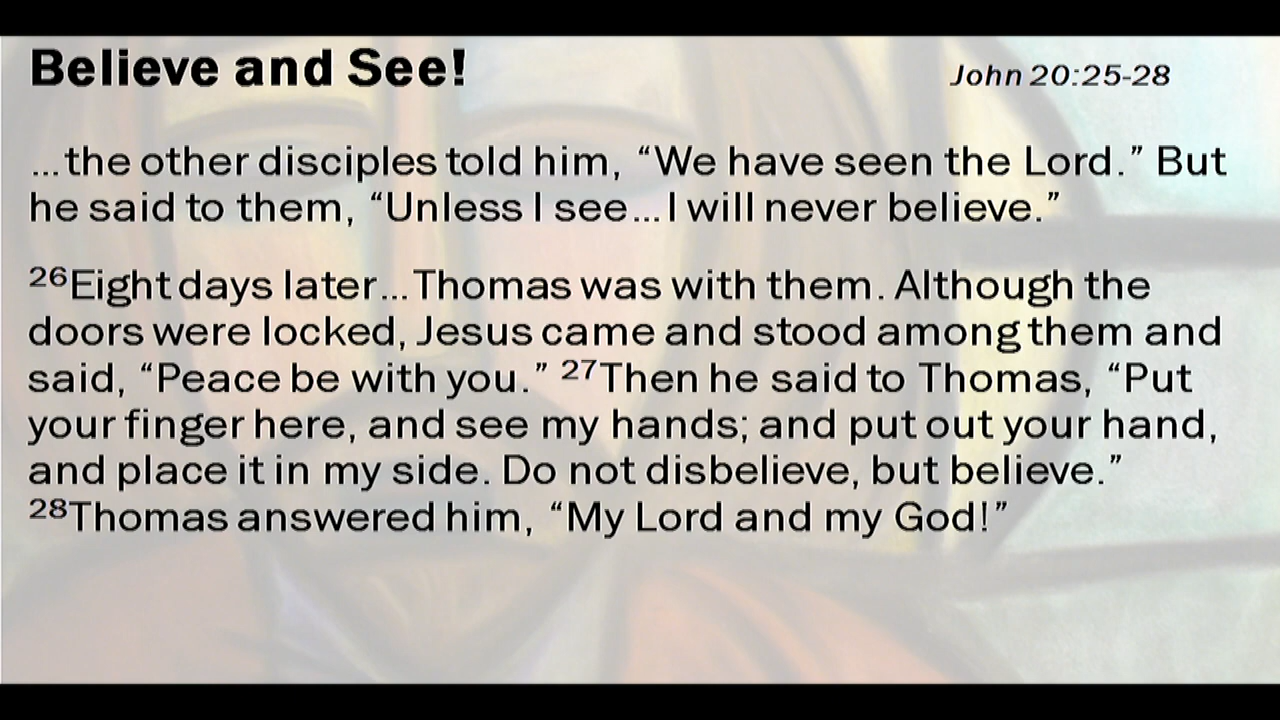 Believe and See! John 20:25-28
...the other disciples told him, “We have seen the Lord.” But
he said to them, “Unless I see...I will never believe.”
26Eight days later...Thomas was with them. Although the
doors were locked, Jesus came and stood among them and
said, “Peace be with you.” 27Then he said to Thomas, “Put
your finger here, and see my hands; and put out your hand,
and place it in my side. Do not disbelieve, but believe.”
28Thomas answered him, “My Lord and my God!”